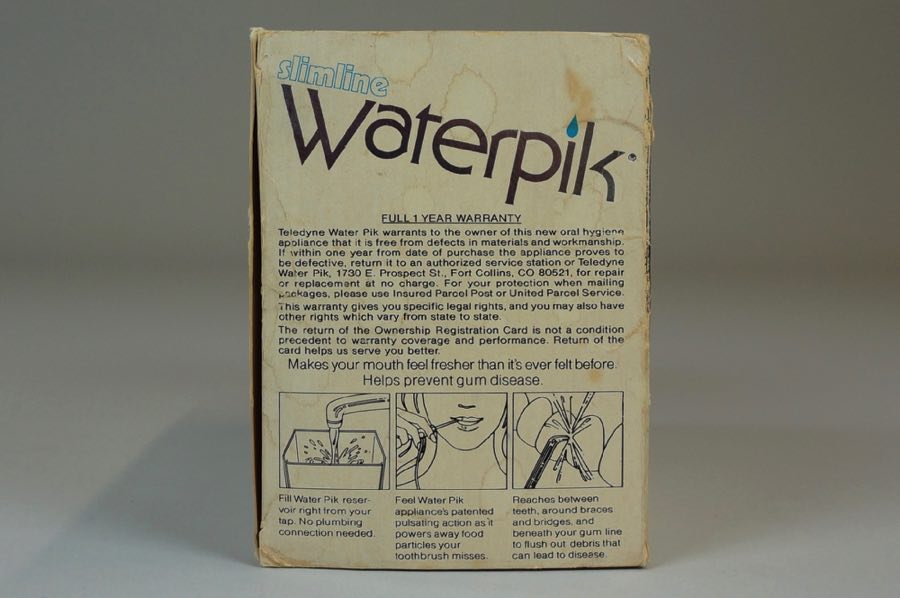 slimline
Waterpik®
FULL 1 YEAR WARRANTY
Teledyne Water Pik warrants to the owner of this new oral hygiene
appliance that it is free from defects in materials and workmanship.
If within one year from date of purchase the appliance proves to
be defective, return it to an authorized service station or Teledyne
Water Pik, 1730 E. Prospect St., Fort Collins, CO 80521, for repair
or replacement at no charge. For your protection when mailing
packages, please use Insured Parcel Post or United Parcel Service.
This warranty gives you specific legal rights, and you may also have
other rights which vary from state to state.
The return of the Ownership Registration Card is not a condition
precedent to warranty coverage and performance. Return of the
card helps us serve you better.
Makes your mouth feel fresher than it's ever felt before.
Helps prevent gum disease.
Fill Water Pik reser-
voir right from your
tap. No plumbing
connection needed.
Feel Water Pik
appliance's patented
pulsating action as it
powers away food
particles your
toothbrush misses.
Reaches between
teeth, around braces
and bridges, and
beneath your gum line
to flush out debris that
can lead to disease.